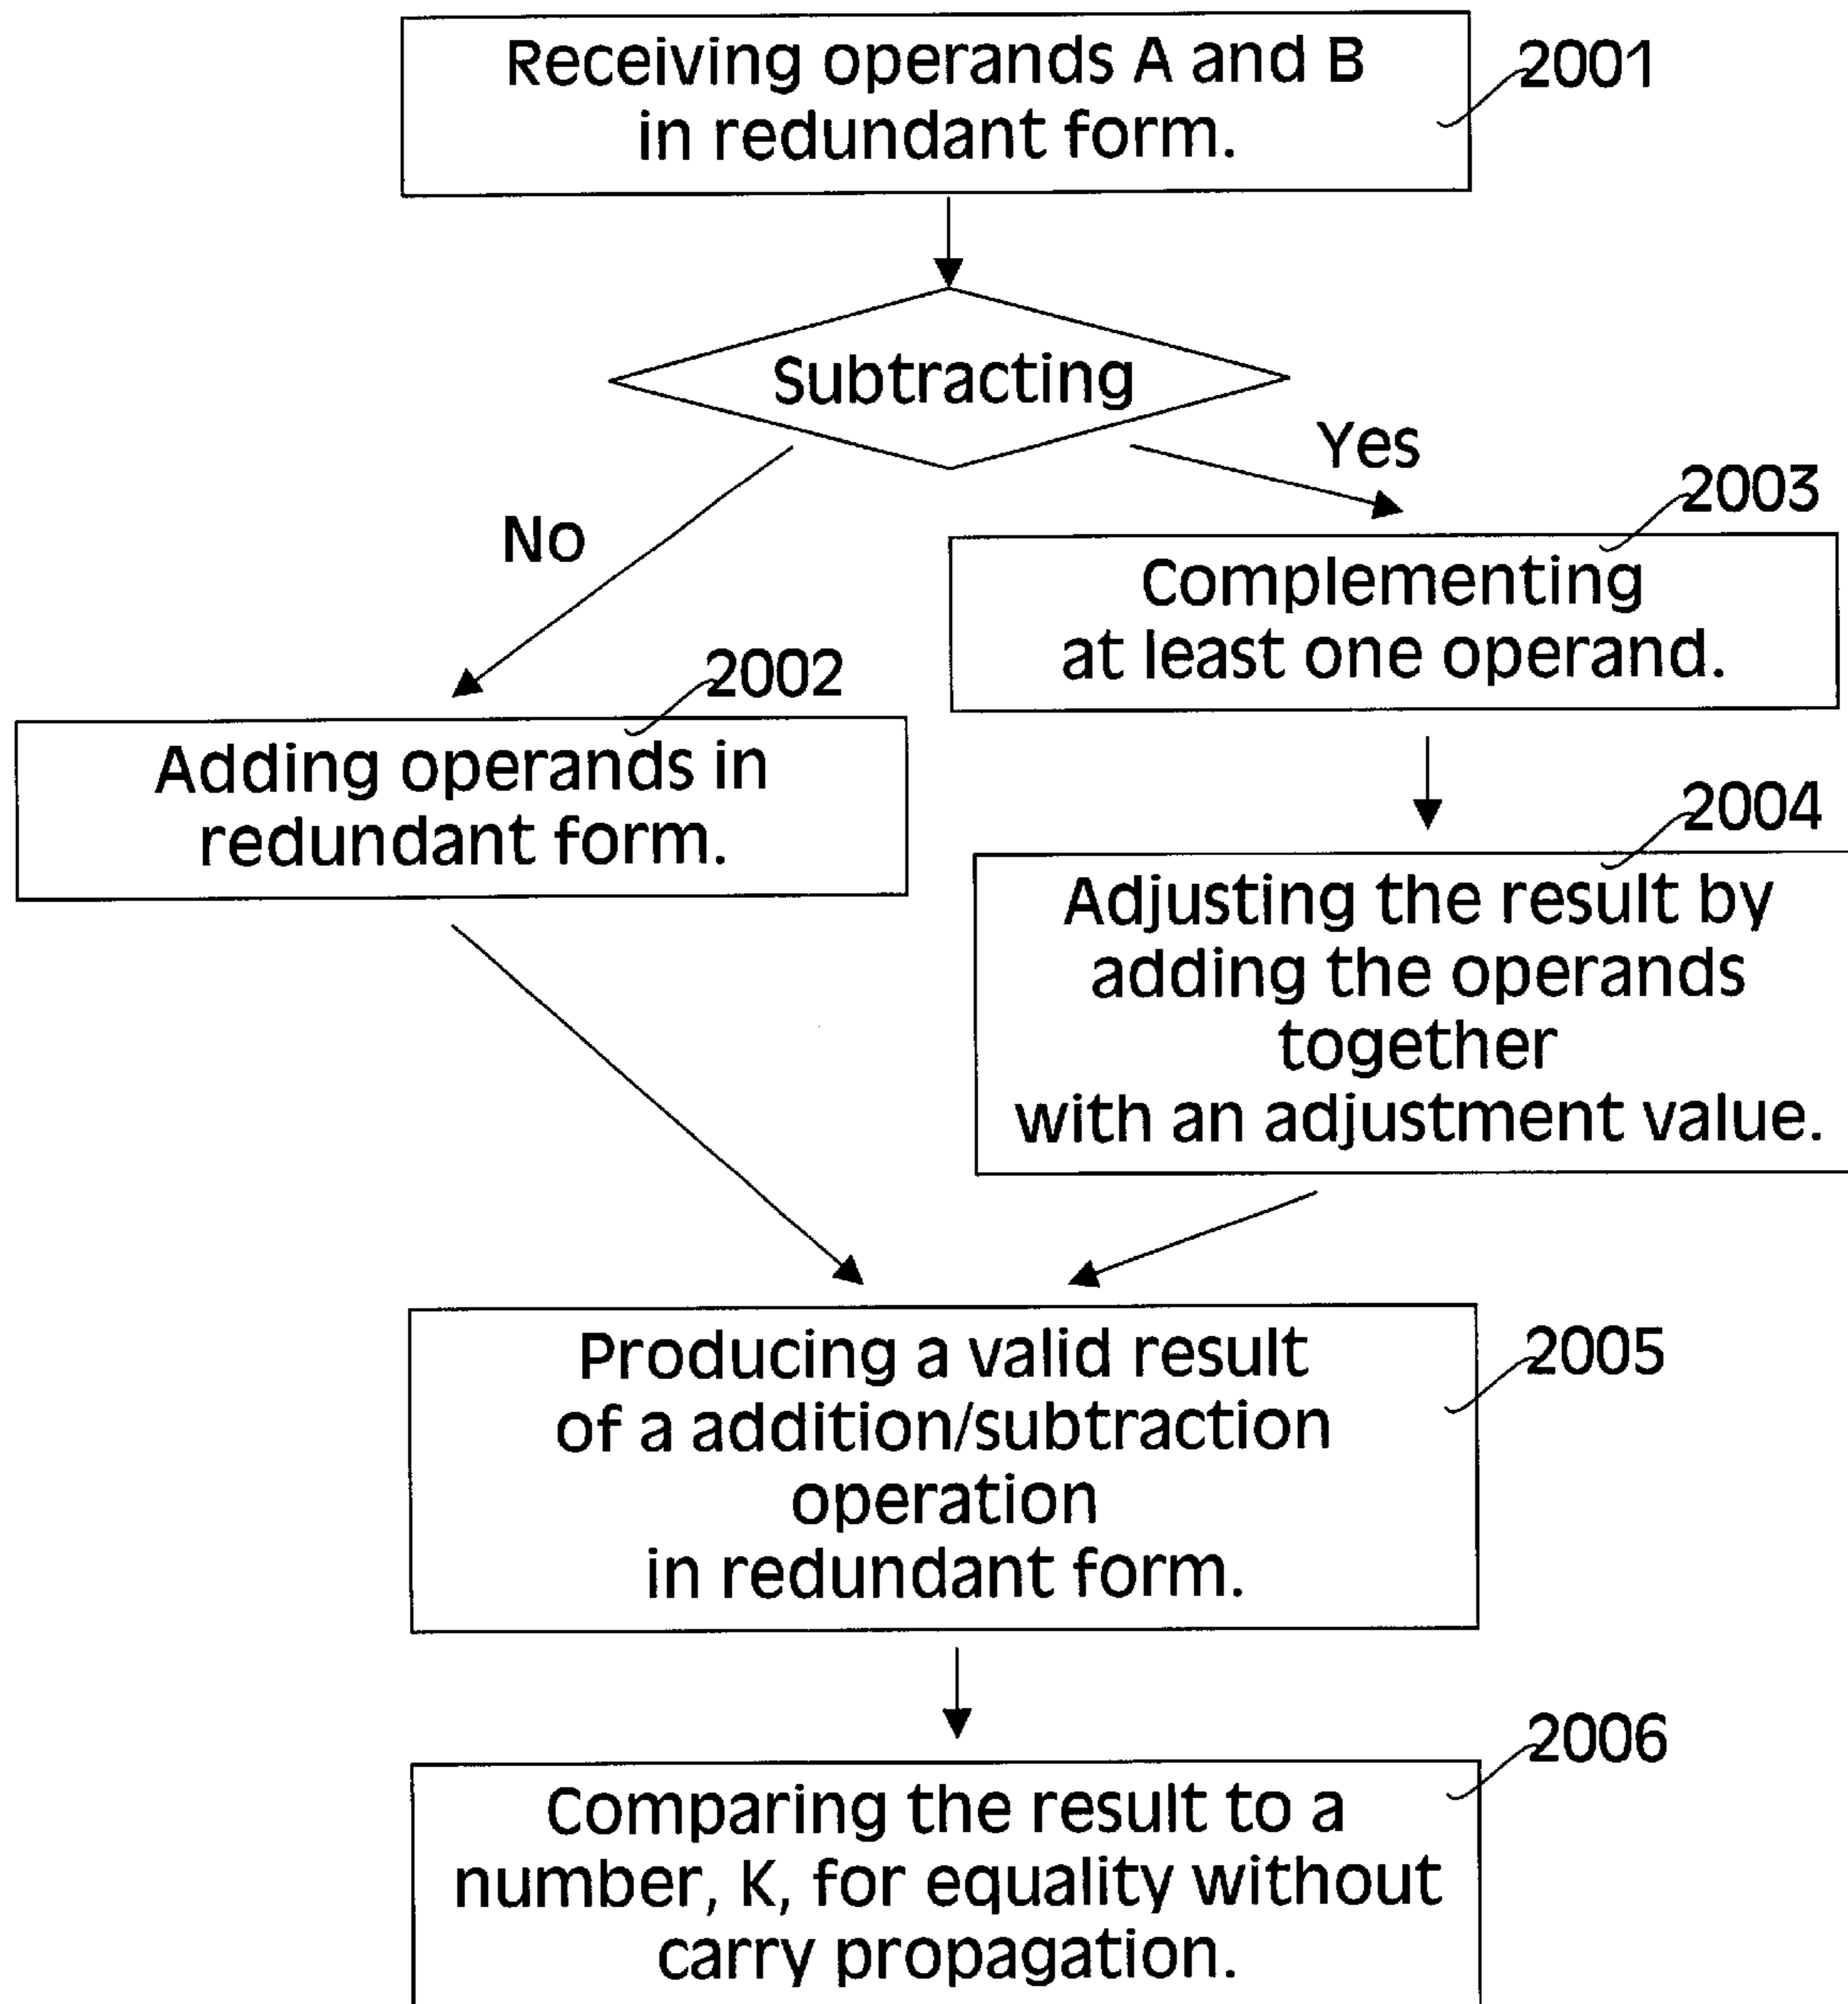 Receiving operands A and B
in redundant form.
2001
Subtracting
Yes
No
2003
Complementing
at least one operand.
2002
Adding operands in
redundant form.
2004
Adjusting the result by
adding the operands
together
with an adjustment value.
Producing a valid result
of a addition/subtraction
operation
in redundant form.
2005
2006
Comparing the result to a
number, K, for equality without
carry propagation.